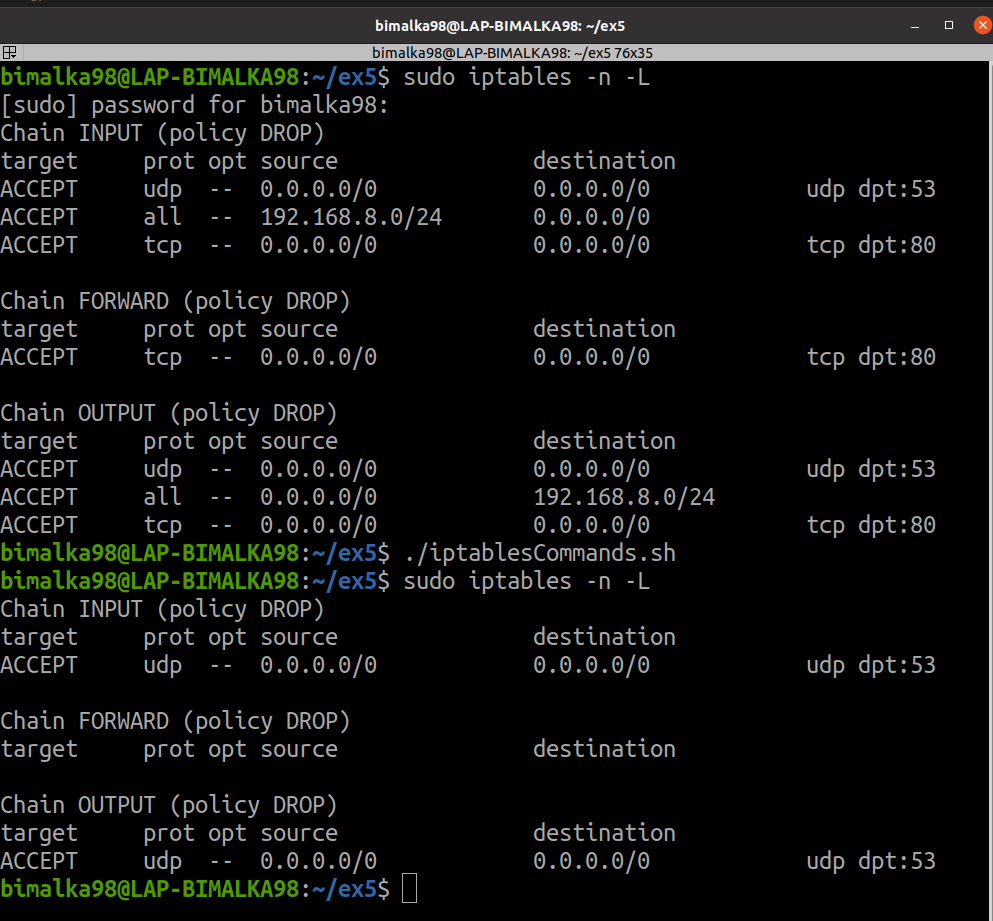 bimalka98@LAP-BIMALKA98: ~/ex5
bimalka98@LAP-BIMALKA98: ~/ex5 76x35
bimalka98@LAP-BIMALKA98:~/ex5$ sudo iptables -n -L
[sudo] password for bimalka98:
Chain INPUT (policy DROP)
target     prot opt source               destination
ACCEPT     udp  --  0.0.0.0/0            0.0.0.0/0            udp dpt:53
ACCEPT     all  --  192.168.8.0/24       0.0.0.0/0
ACCEPT     tcp  --  0.0.0.0/0            0.0.0.0/0            tcp dpt:80

Chain FORWARD (policy DROP)
target     prot opt source               destination
ACCEPT     tcp  --  0.0.0.0/0            0.0.0.0/0            tcp dpt:80

Chain OUTPUT (policy DROP)
target     prot opt source               destination
ACCEPT     udp  --  0.0.0.0/0            0.0.0.0/0            udp dpt:53
ACCEPT     all  --  0.0.0.0/0            192.168.8.0/24
ACCEPT     tcp  --  0.0.0.0/0            0.0.0.0/0            tcp dpt:80
bimalka98@LAP-BIMALKA98:~/ex5$ ./iptablesCommands.sh
bimalka98@LAP-BIMALKA98:~/ex5$ sudo iptables -n -L
Chain INPUT (policy DROP)
target     prot opt source               destination
ACCEPT     udp  --  0.0.0.0/0            0.0.0.0/0            udp dpt:53

Chain FORWARD (policy DROP)
target     prot opt source               destination

Chain OUTPUT (policy DROP)
target     prot opt source               destination
ACCEPT     udp  --  0.0.0.0/0            0.0.0.0/0            udp dpt:53
bimalka98@LAP-BIMALKA98:~/ex5$